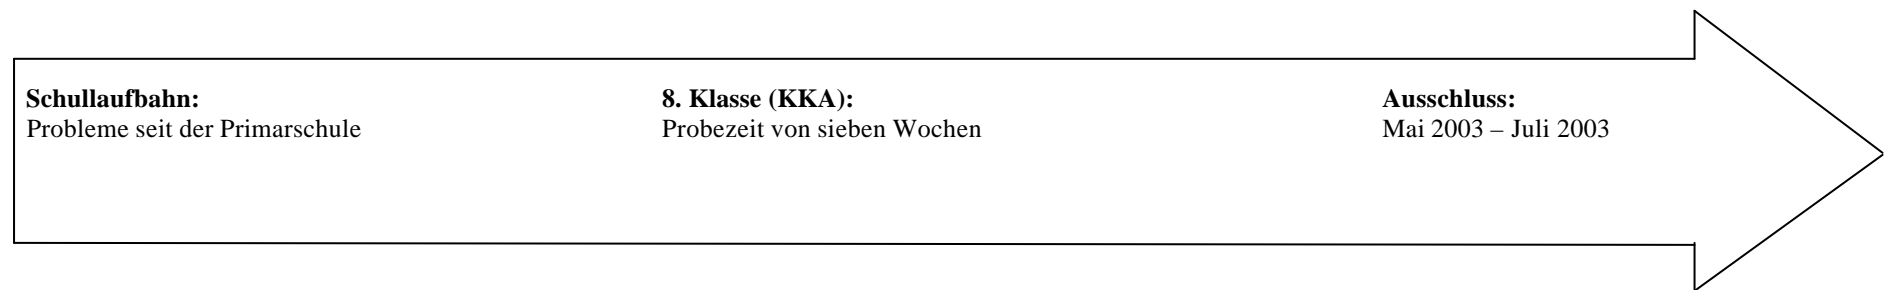 Schullaufbahn:
Probleme seit der Primarschule
8. Klasse (KKA):
Probezeit von sieben Wochen
Ausschluss:
Mai 2003 – Juli 2003